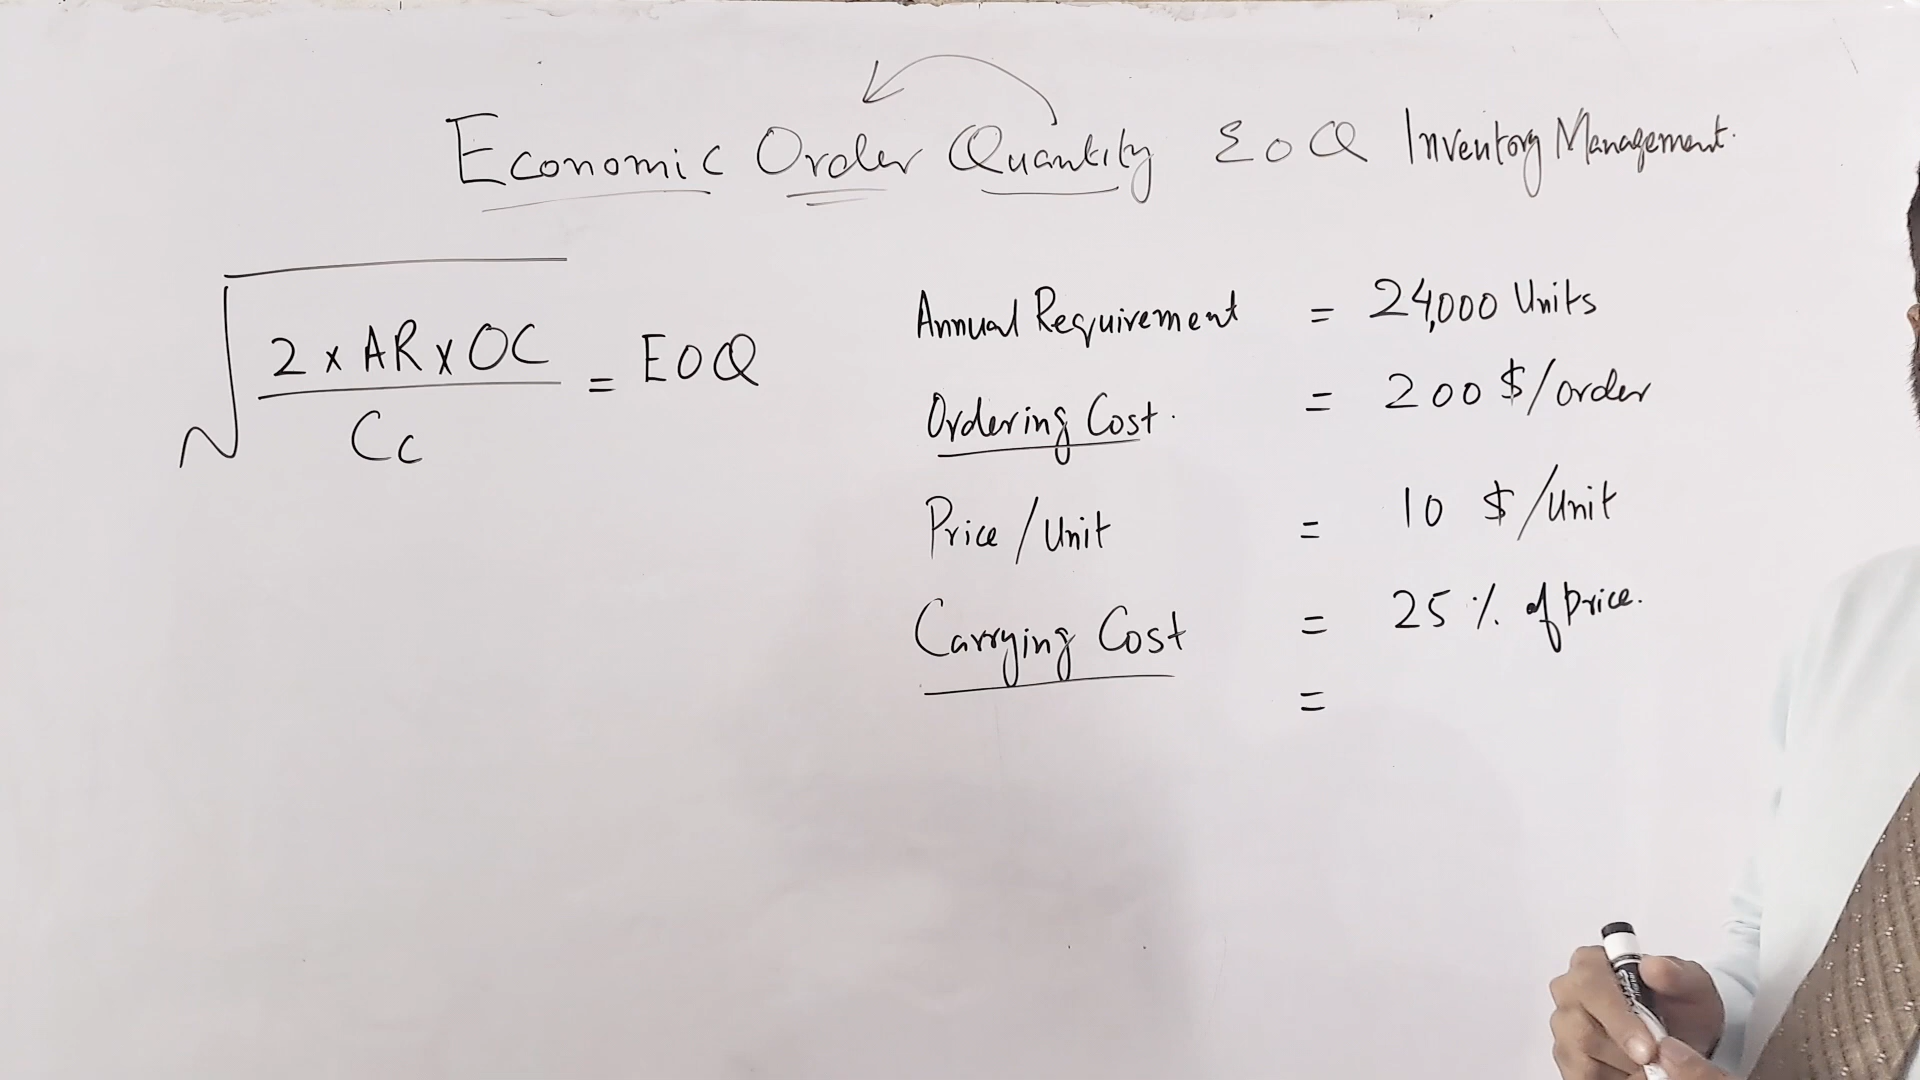 Economic Order Quantity EOQ Inventory Management.
√(2 x AR x OC / Cc) = EOQ
Annual Requirement = 24,000 Units
Ordering Cost. = 200 $/order
Price / Unit = 10 $/Unit
Carrying Cost = 25 % of price.
=